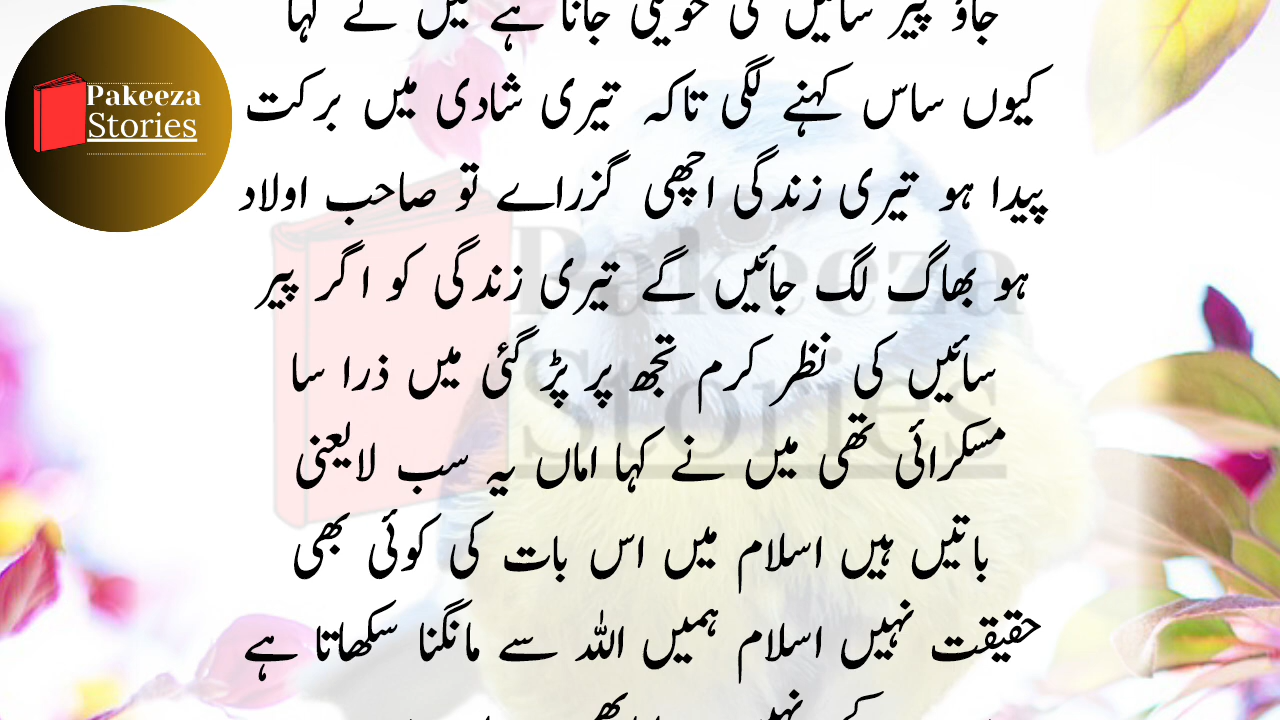 Pakeeza
Stories
جاؤ پیر سائیں کی حویلی جانا ہے میں نے کہا
کیوں ساس کہنے لگی تاکہ تیری شادی میں برکت
پیدا ہو تیری زندگی اچھی گزراے تو صاحب اولاد
ہو بھاگ لگ جائیں گے تیری زندگی کو اگر پیر
سائیں کی نظر کرم تجھ پر پڑ گئی میں ذرا سا
مسکرائی تھی میں نے کہا اماں یہ سب لایعنی
باتیں ہیں اسلام میں اس بات کی کوئی بھی
حقیقت نہیں اسلام ہمیں اللہ سے مانگنا سکھاتا ہے
Pakeeza
Stories